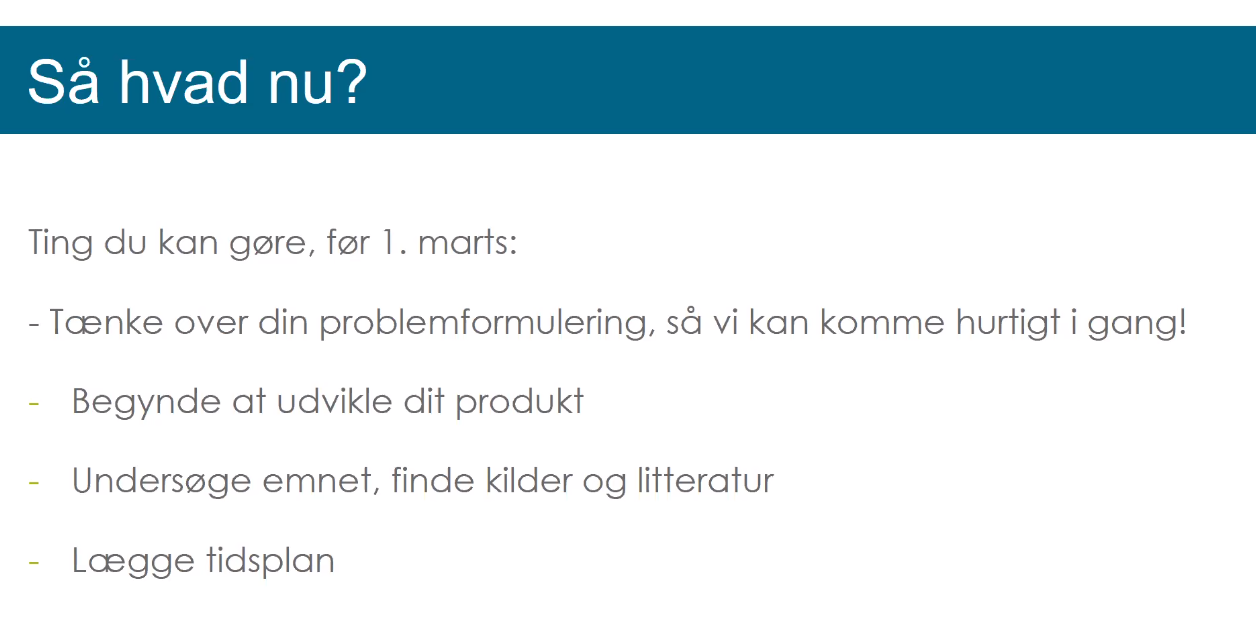 Så hvad nu?
Ting du kan gøre, før 1. marts:
- Tænke over din problemformulering, så vi kan komme hurtigt i gang!
- Begynde at udvikle dit produkt
- Undersøge emnet, finde kilder og litteratur
- Lægge tidsplan